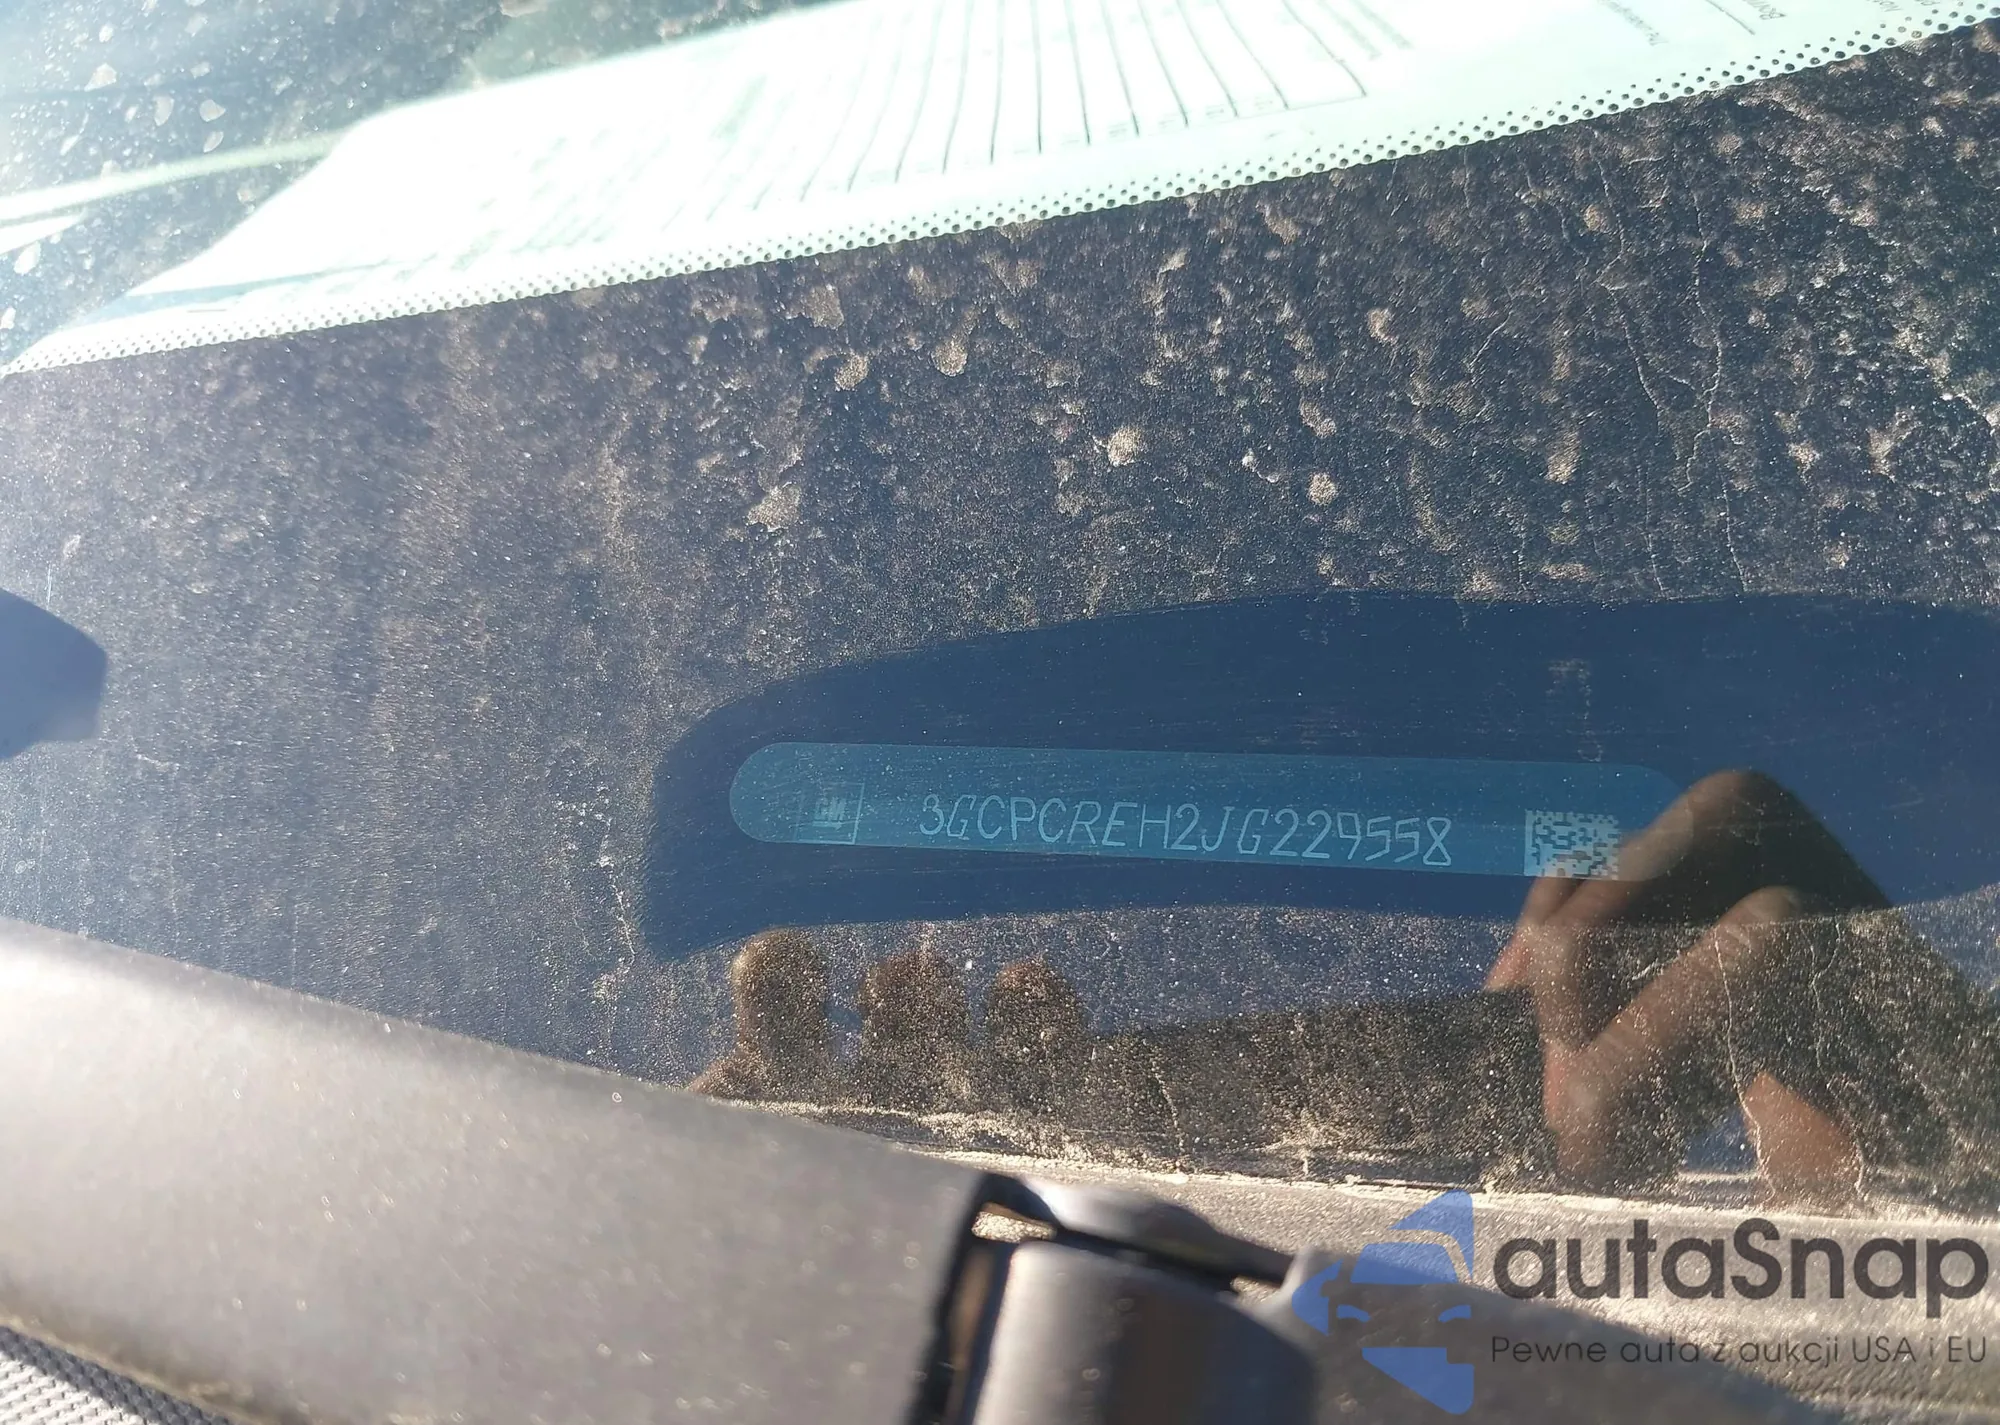 GM 3GCPCREH2JG229558
autaSnap
Pewne auta z aukcji USA i EU